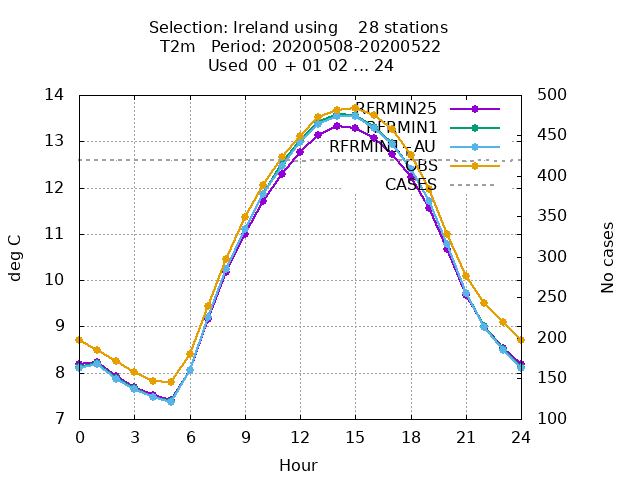 Selection: Ireland using    28 stations
T2m   Period: 20200508-20200522
Used  00 + 01 02 ... 24
14
13
12
11
10
9
8
7
500
450
400
350
300
250
200
150
100
RFRMIN25
RFRMIN1
OBS
CASES
deg C
No cases
0 3 6 9 12 15 18 21 24
Hour